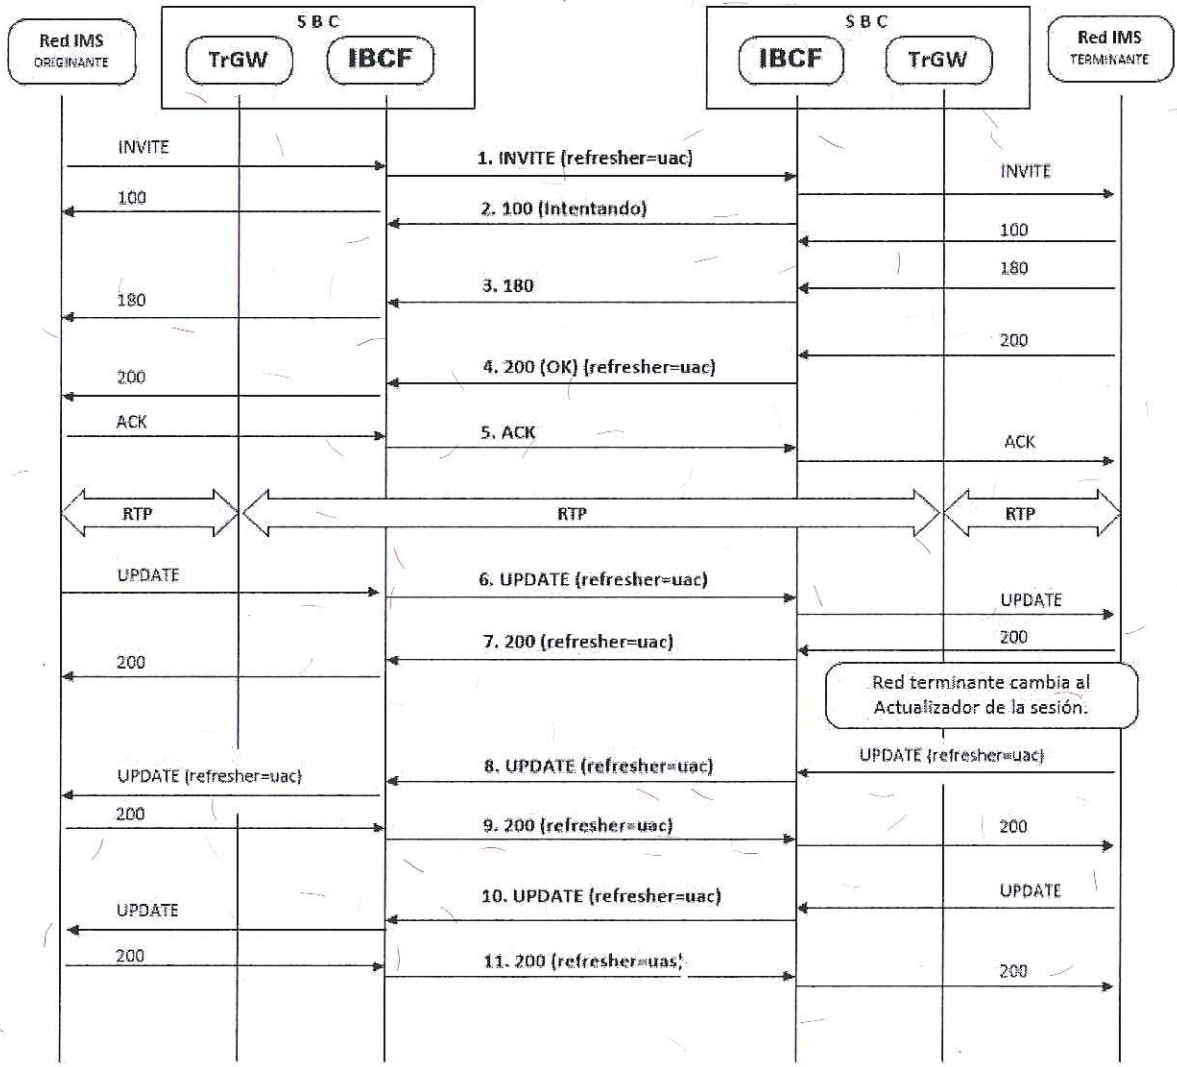 S B C
S B C
Red IMS
ORIGINANTE
TrGW
IBCF
IBCF
TrGW
Red IMS
TERMINANTE
INVITE
1. INVITE (refresher=uac)
INVITE
100
2. 100 (Intentando)
100
180
3. 180
180
200
4. 200 (OK) (refresher=uac)
200
ACK
5. ACK
ACK
RTP
RTP
RTP
UPDATE
6. UPDATE (refresher=uac)
UPDATE
200
7. 200 (refresher=uac)
200
Red terminante cambia al
Actualizador de la sesión.
UPDATE (refresher=uac)
8. UPDATE (refresher=uac)
UPDATE (refresher=uac)
200
9. 200 (refresher=uac)
200
UPDATE
10. UPDATE (refresher=uac)
UPDATE
200
11. 200 (refresher=uas)
200